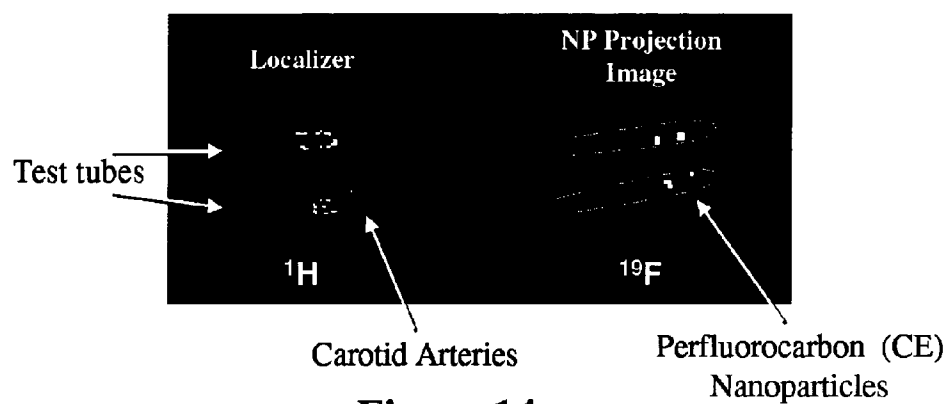 Localizer
NP Projection
Image
Test tubes
¹H
¹⁹F
Carotid Arteries
Perfluorocarbon (CE)
Nanoparticles